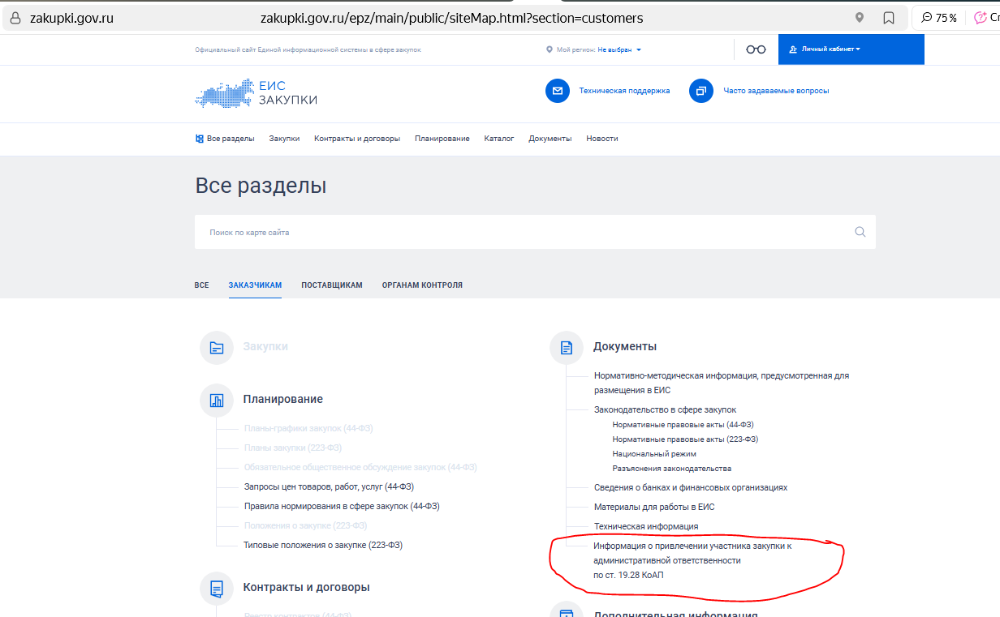 zakupki.gov.ru
zakupki.gov.ru/epz/main/public/siteMap.html?section=customers
75 %
Официальный сайт Единой информационной системы в сфере закупок
Мой регион: Не выбран
Личный кабинет
ЕИС
ЗАКУПКИ
Техническая поддержка
Часто задаваемые вопросы
Все разделы
Закупки
Контракты и договоры
Планирование
Каталог
Документы
Новости
Все разделы
Поиск по карте сайта
ВСЕ
ЗАКАЗЧИКАМ
ПОСТАВЩИКАМ
ОРГАНАМ КОНТРОЛЯ
Закупки
Планирование
Планы-графики закупок (44-ФЗ)
Планы закупки (223-ФЗ)
Обязательное общественное обсуждение закупок (44-ФЗ)
Запросы цен товаров, работ, услуг (44-ФЗ)
Правила нормирования в сфере закупок (44-ФЗ)
Положения о закупке (223-ФЗ)
Типовые положения о закупке (223-ФЗ)
Контракты и договоры
Реестр контрактов (44-ФЗ)
Документы
Нормативно-методическая информация, предусмотренная для
размещения в ЕИС
Законодательство в сфере закупок
Нормативные правовые акты (44-ФЗ)
Нормативные правовые акты (223-ФЗ)
Национальный режим
Разъяснения законодательства
Сведения о банках и финансовых организациях
Материалы для работы в ЕИС
Техническая информация
Информация о привлечении участника закупки к
административной ответственности
по ст. 19.28 КоАП
Дополнительная информация